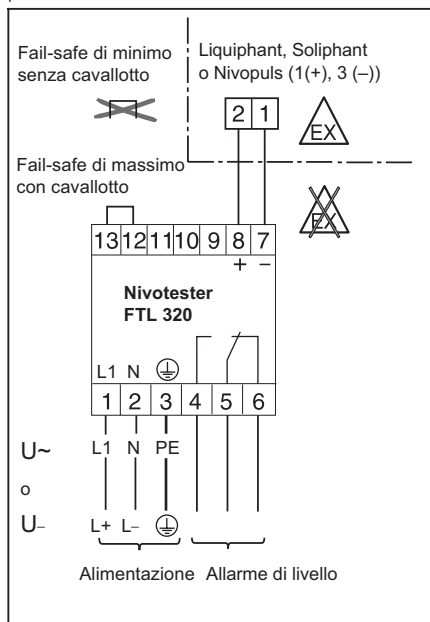 Fail-safe di minimo
senza cavallotto
Liquiphant, Soliphant
o Nivopuls (1(+), 3 (–))
2 1
EX
Fail-safe di massimo
con cavallotto
EX
13 12 11 10 9 8 7
+ –
Nivotester
FTL 320
L1 N
1 2 3 4 5 6
U~ L1 N PE
o
U– L+ L–
Alimentazione Allarme di livello